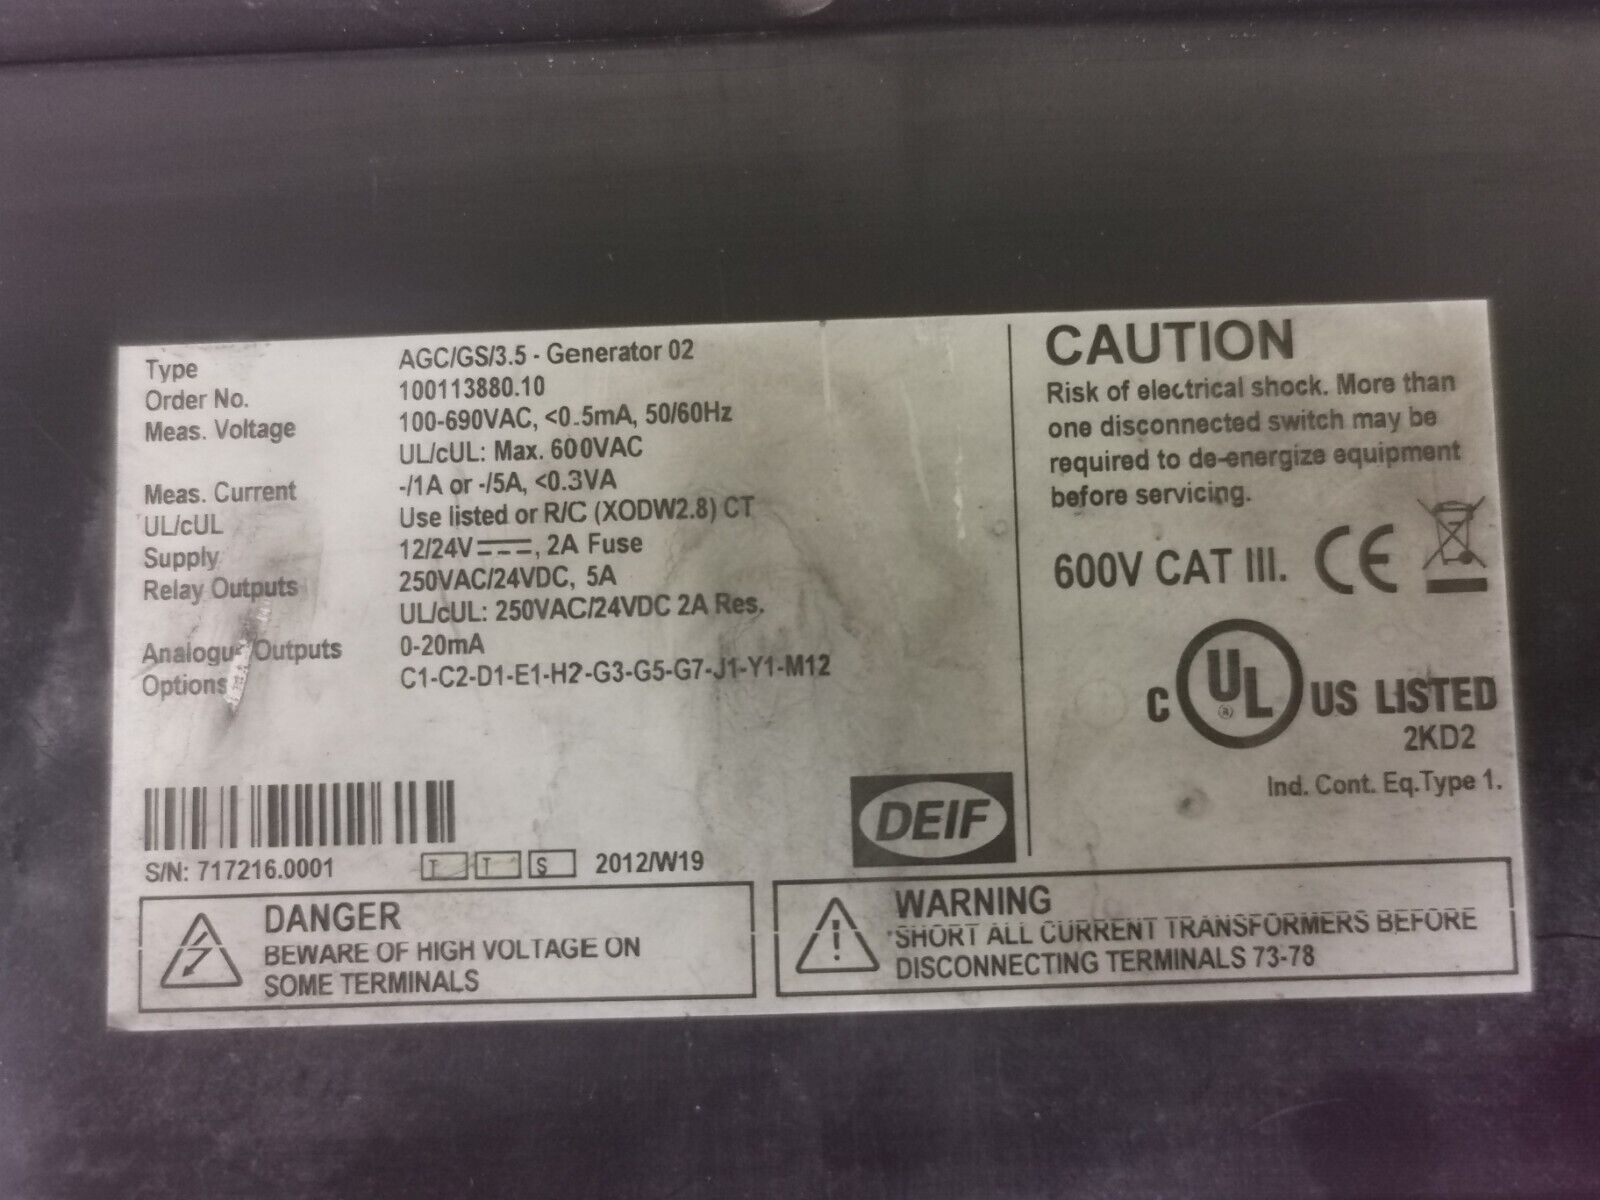 Type AGC/GS/3.5 - Generator 02
Order No. 100113880.10
Meas. Voltage 100-690VAC, <0.5mA, 50/60Hz
UL/cUL: Max. 600VAC
Meas. Current -/1A or -/5A, <0.3VA
UL/cUL Use listed or R/C (XODW2.8) CT
Supply 12/24V ⎓, 2A Fuse
Relay Outputs 250VAC/24VDC, 5A
UL/cUL: 250VAC/24VDC 2A Res.
Analogue Outputs 0-20mA
Options C1-C2-D1-E1-H2-G3-G5-G7-J1-Y1-M12
S/N: 717216.0001 T T S 2012/W19
DEIF
CAUTION
Risk of electrical shock. More than
one disconnected switch may be
required to de-energize equipment
before servicing.
600V CAT III. CE
C UL ® US LISTED
2KD2
Ind. Cont. Eq.Type 1.
DANGER
BEWARE OF HIGH VOLTAGE ON
SOME TERMINALS
WARNING
SHORT ALL CURRENT TRANSFORMERS BEFORE
DISCONNECTING TERMINALS 73-78